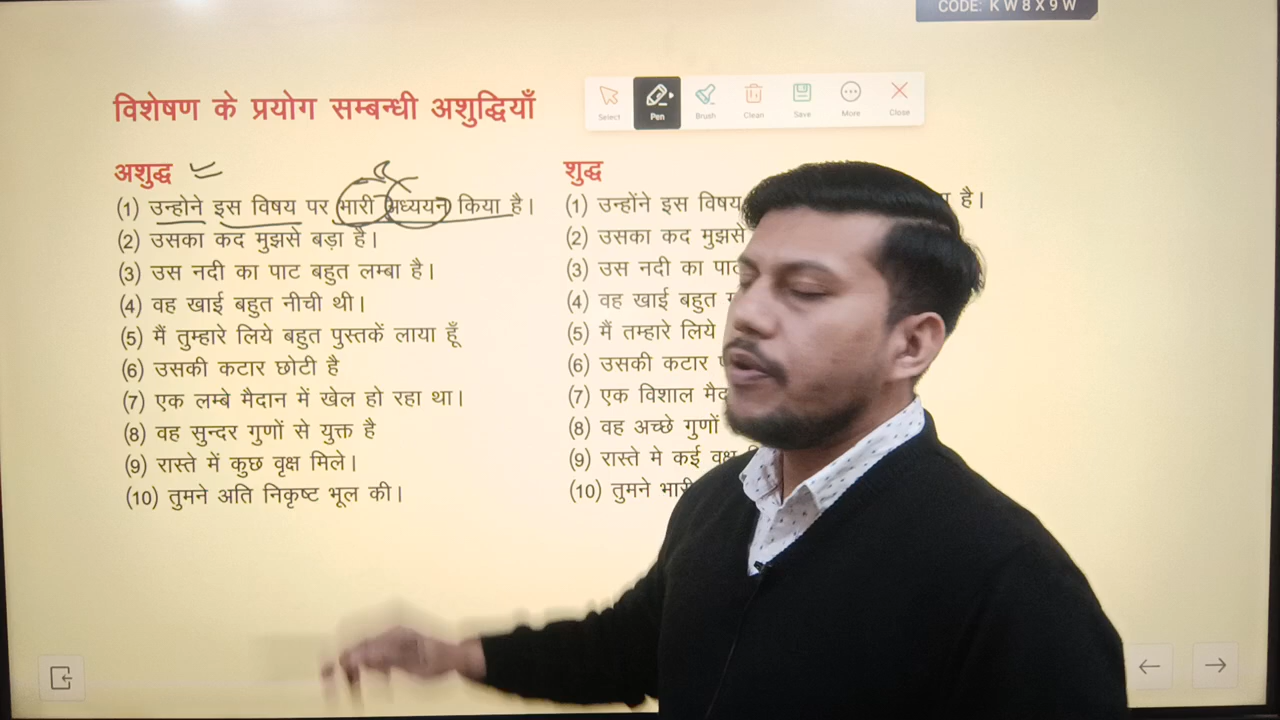 CODE: K W 8 X 9 W
विशेषण के प्रयोग सम्बन्धी अशुद्धियाँ
Select Pen Brush Clean Save More Close
अशुद्ध
(1) उन्होने इस विषय पर भारी अध्ययन किया है।
(2) उसका कद मुझसे बड़ा है।
(3) उस नदी का पाट बहुत लम्बा है।
(4) वह खाई बहुत नीची थी।
(5) मैं तुम्हारे लिये बहुत पुस्तकें लाया हूँ
(6) उसकी कटार छोटी है
(7) एक लम्बे मैदान में खेल हो रहा था।
(8) वह सुन्दर गुणों से युक्त है
(9) रास्ते में कुछ वृक्ष मिले।
(10) तुमने अति निकृष्ट भूल की।
शुद्ध
(1) उन्होंने इस विषय है।
(2) उसका कद मुझसे
(3) उस नदी का
(4) वह खाई बहुत
(5) मैं तम्हारे लिये
(6) उसकी कटार
(7) एक विशाल
(8) वह अच्छे गुणों
(9) रास्ते मे कई
(10) तुमने